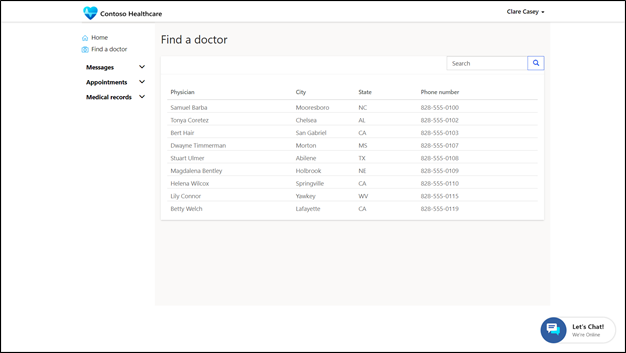 Contoso Healthcare
Clare Casey
Home
Find a doctor
Messages
Appointments
Medical records
Find a doctor
Search
Physician City State Phone number
Samuel Barba Mooresboro NC 828-555-0100
Tonya Coretez Chelsea AL 828-555-0102
Bert Hair San Gabriel CA 828-555-0103
Dwayne Timmerman Morton MS 828-555-0107
Stuart Ulmer Abilene TX 828-555-0108
Magdalena Bentley Holbrook NE 828-555-0109
Helena Wilcox Springville CA 828-555-0110
Lily Connor Yawkey WV 828-555-0115
Betty Welch Lafayette CA 828-555-0119
Let's Chat!
We're Online